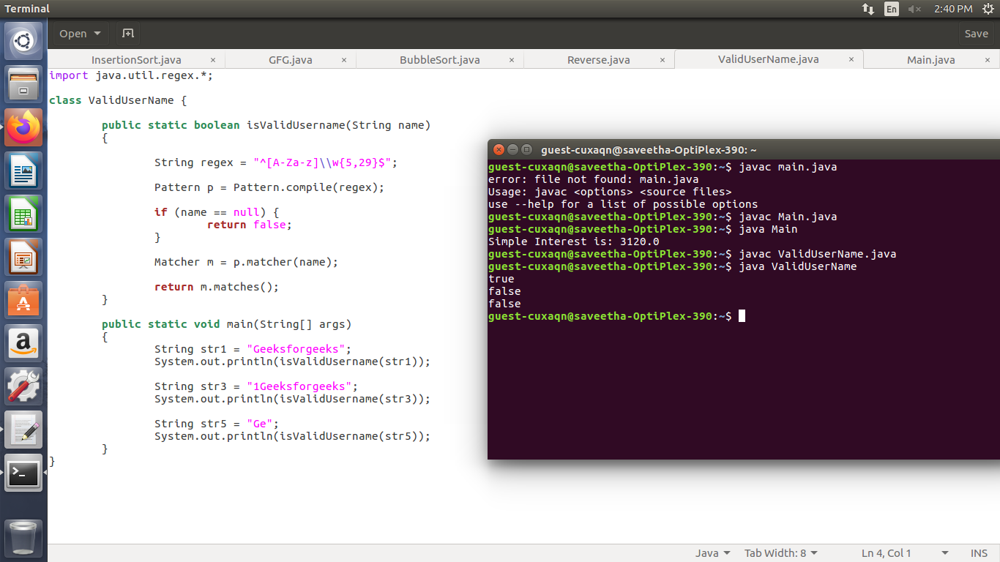 Terminal
En
2:40 PM
Open
Save
InsertionSort.java ×
GFG.java ×
BubbleSort.java ×
Reverse.java ×
ValidUserName.java ×
Main.java ×
import java.util.regex.*;
class ValidUserName {
public static boolean isValidUsername(String name)
{
String regex = "^[A-Za-z]\\w{5,29}$";
Pattern p = Pattern.compile(regex);
if (name == null) {
return false;
}
Matcher m = p.matcher(name);
return m.matches();
}
public static void main(String[] args)
{
String str1 = "Geeksforgeeks";
System.out.println(isValidUsername(str1));
String str3 = "1Geeksforgeeks";
System.out.println(isValidUsername(str3));
String str5 = "Ge";
System.out.println(isValidUsername(str5));
}
}
guest-cuxaqn@saveetha-OptiPlex-390: ~
guest-cuxaqn@saveetha-OptiPlex-390:~$ javac main.java
error: file not found: main.java
Usage: javac <options> <source files>
use --help for a list of possible options
guest-cuxaqn@saveetha-OptiPlex-390:~$ javac Main.java
guest-cuxaqn@saveetha-OptiPlex-390:~$ java Main
Simple Interest is: 3120.0
guest-cuxaqn@saveetha-OptiPlex-390:~$ javac ValidUserName.java
guest-cuxaqn@saveetha-OptiPlex-390:~$ java ValidUserName
true
false
false
guest-cuxaqn@saveetha-OptiPlex-390:~$
Java
Tab Width: 8
Ln 4, Col 1
INS